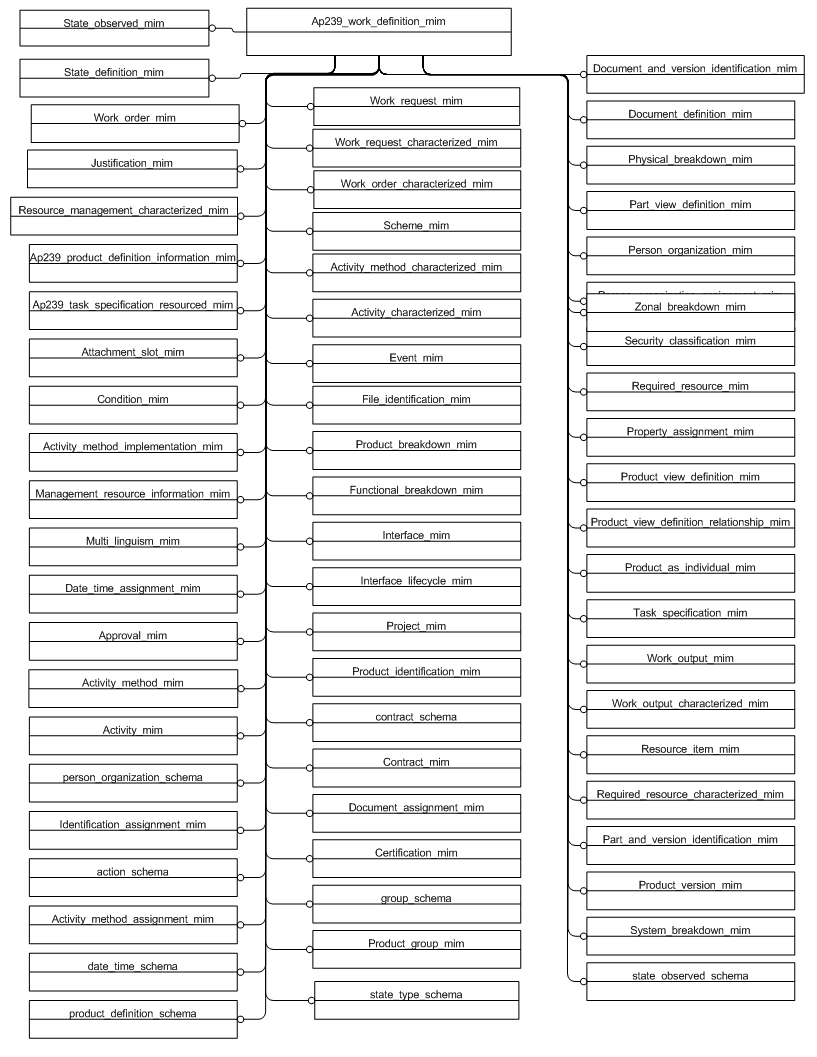 Ap239_work_definition_mim
State_observed_mim
State_definition_mim
Work_order_mim
Justification_mim
Resource_management_characterized_mim
Ap239_product_definition_information_mim
Ap239_task_specification_resourced_mim
Attachment_slot_mim
Condition_mim
Activity_method_implementation_mim
Management_resource_information_mim
Multi_linguism_mim
Date_time_assignment_mim
Approval_mim
Activity_method_mim
Activity_mim
person_organization_schema
Identification_assignment_mim
action_schema
Activity_method_assignment_mim
date_time_schema
product_definition_schema
Work_request_mim
Work_request_characterized_mim
Work_order_characterized_mim
Scheme_mim
Activity_method_characterized_mim
Activity_characterized_mim
Event_mim
File_identification_mim
Product_breakdown_mim
Functional_breakdown_mim
Interface_mim
Interface_lifecycle_mim
Project_mim
Product_identification_mim
contract_schema
Contract_mim
Document_assignment_mim
Certification_mim
group_schema
Product_group_mim
state_type_schema
Document_and_version_identification_mim
Document_definition_mim
Physical_breakdown_mim
Part_view_definition_mim
Person_organization_mim
Zonal_breakdown_mim
Security_classification_mim
Required_resource_mim
Property_assignment_mim
Product_view_definition_mim
Product_view_definition_relationship_mim
Product_as_individual_mim
Task_specification_mim
Work_output_mim
Work_output_characterized_mim
Resource_item_mim
Required_resource_characterized_mim
Part_and_version_identification_mim
Product_version_mim
System_breakdown_mim
state_observed_schema